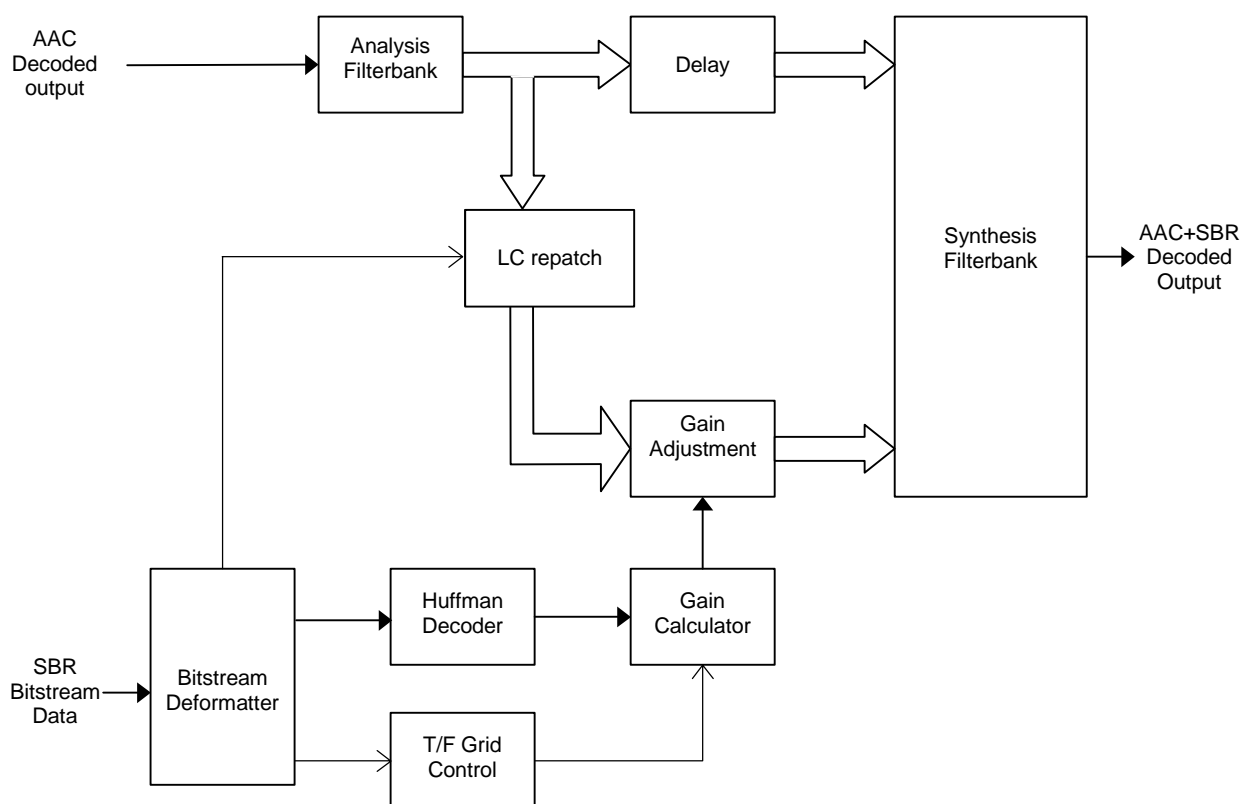 AAC
Decoded
output
Analysis
Filterbank
Delay
LC repatch
Synthesis
Filterbank
AAC+SBR
Decoded
Output
Gain
Adjustment
Huffman
Decoder
Gain
Calculator
SBR
Bitstream
Data
Bitstream
Deformatter
T/F Grid
Control